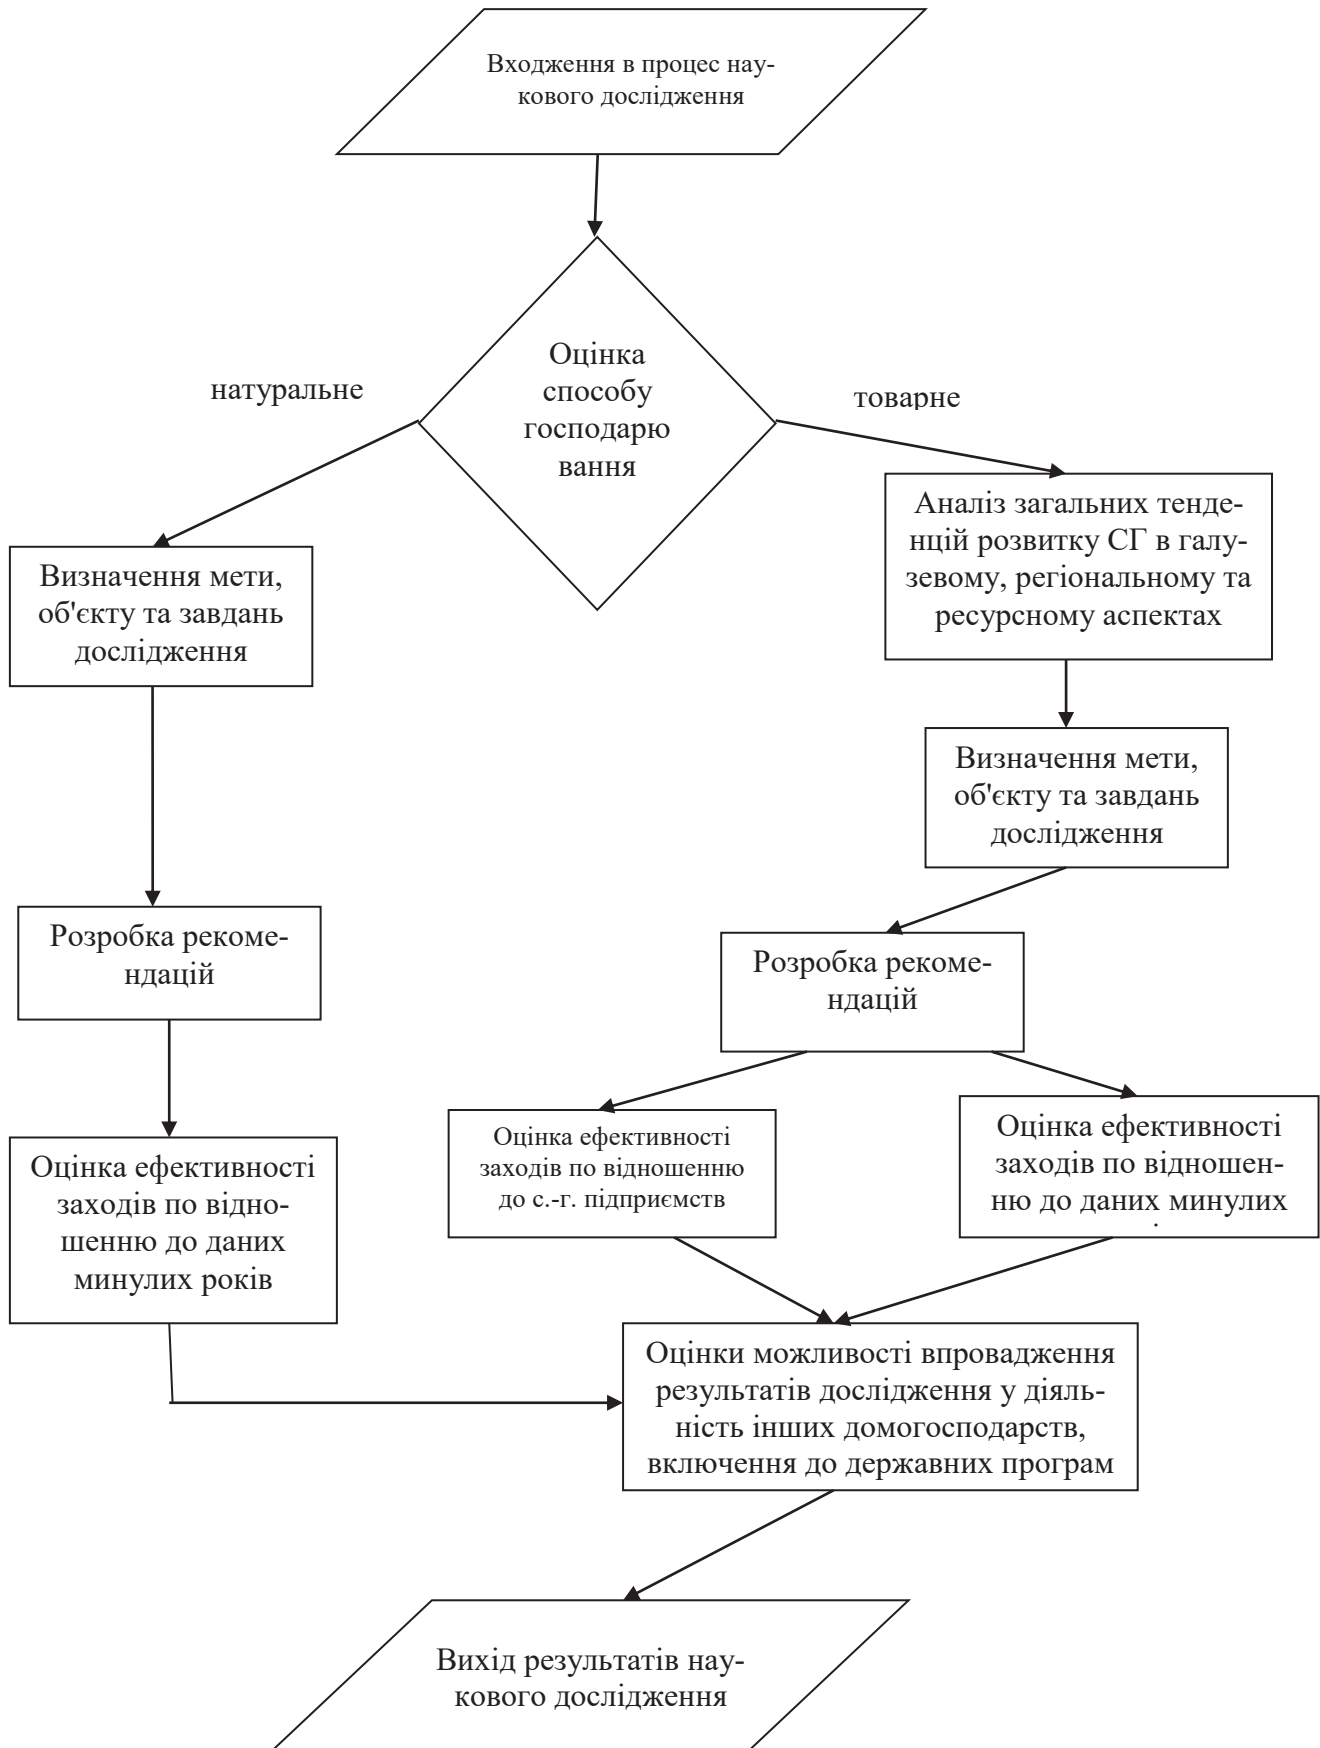 Входження в процес нау-
кового дослідження
Оцінка
способу
господарю
вання
натуральне
товарне
Аналіз загальних тенде-
нцій розвитку СГ в галу-
зевому, регіональному та
ресурсному аспектах
Визначення мети,
об'єкту та завдань
дослідження
Визначення мети,
об'єкту та завдань
дослідження
Розробка рекоме-
ндацій
Розробка рекоме-
ндацій
Оцінка ефективності
заходів по відно-
шенню до даних
минулих років
Оцінка ефективності
заходів по відношенню
до с.-г. підприємств
Оцінка ефективності
заходів по відношен-
ню до даних минулих
Оцінки можливості впровадження
результатів дослідження у діяль-
ність інших домогосподарств,
включення до державних програм
Вихід результатів нау-
кового дослідження